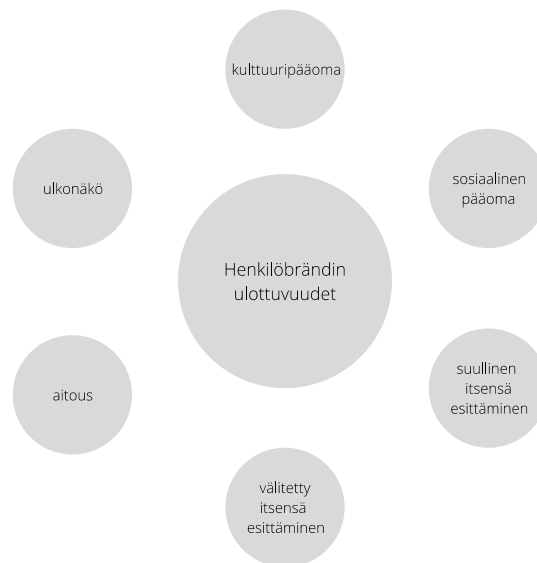 kulttuuripääoma
ulkonäkö
sosiaalinen
pääoma
Henkilöbrändin
ulottuvuudet
aitous
suullinen
itsensä
esittäminen
välitetty
itsensä
esittäminen